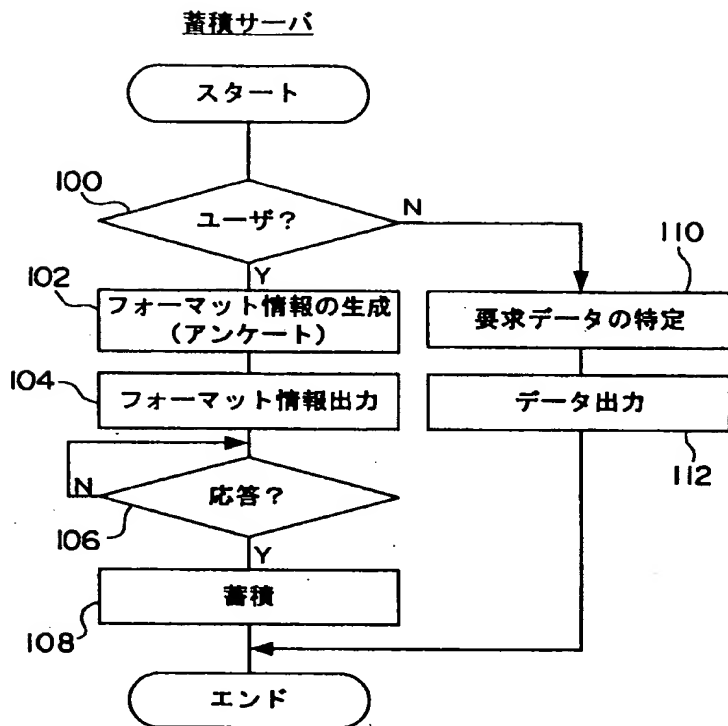 蓄積サーバ
スタート
100
ユーザ?
N
Y
110
102
フォーマット情報の生成
(アンケート)
要求データの特定
104
フォーマット情報出力
データ出力
112
N
応答?
106
Y
蓄積
108
エンド